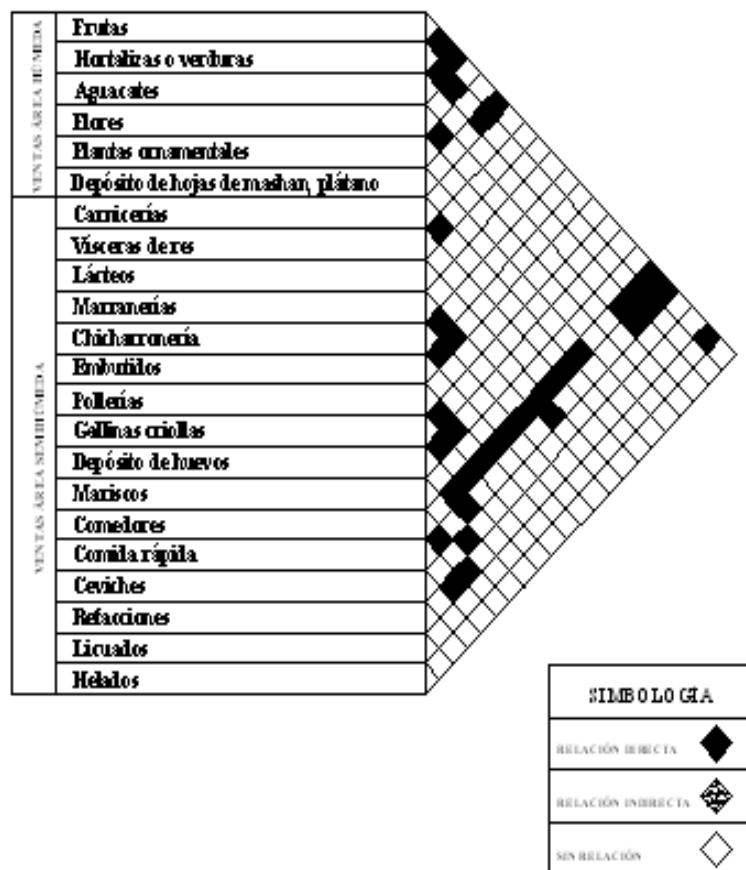 VENTAS ÁREA HÚMEDA
Frutas
Hortalizas o verduras
Aguacates
Flores
Plantas ornamentales
Depósito de hojas de mashan, plátano
VENTAS ÁREA SEMIHÚMEDA
Carnicerías
Vísceras de res
Lácteos
Marranerías
Chicharronería
Embutidos
Pollerías
Gallinas criollas
Depósito de huevos
Mariscos
Comedores
Comida rápida
Ceviches
Refacciones
Licuados
Helados
SIMBOLOGÍA
RELACIÓN DIRECTA
RELACIÓN INDIRECTA
SIN RELACIÓN